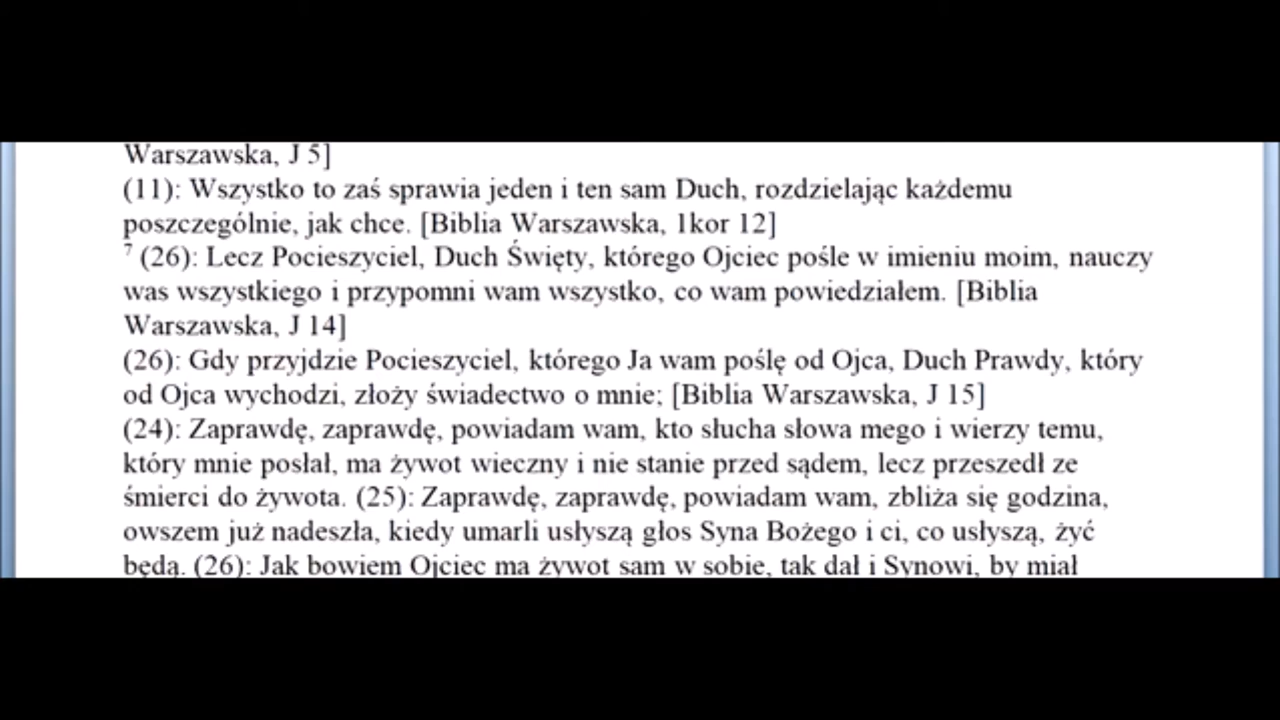 Warszawska, J 5]
(11): Wszystko to zaś sprawia jeden i ten sam Duch, rozdzielając każdemu
poszczególnie, jak chce. [Biblia Warszawska, 1kor 12]
7 (26): Lecz Pocieszyciel, Duch Święty, którego Ojciec pośle w imieniu moim, nauczy
was wszystkiego i przypomni wam wszystko, co wam powiedziałem. [Biblia
Warszawska, J 14]
(26): Gdy przyjdzie Pocieszyciel, którego Ja wam poślę od Ojca, Duch Prawdy, który
od Ojca wychodzi, złoży świadectwo o mnie; [Biblia Warszawska, J 15]
(24): Zaprawdę, zaprawdę, powiadam wam, kto słucha słowa mego i wierzy temu,
który mnie posłał, ma żywot wieczny i nie stanie przed sądem, lecz przeszedł ze
śmierci do żywota. (25): Zaprawdę, zaprawdę, powiadam wam, zbliża się godzina,
owszem już nadeszła, kiedy umarli usłyszą głos Syna Bożego i ci, co usłyszą, żyć
będą. (26): Jak bowiem Ojciec ma żywot sam w sobie, tak dał i Synowi, by miał